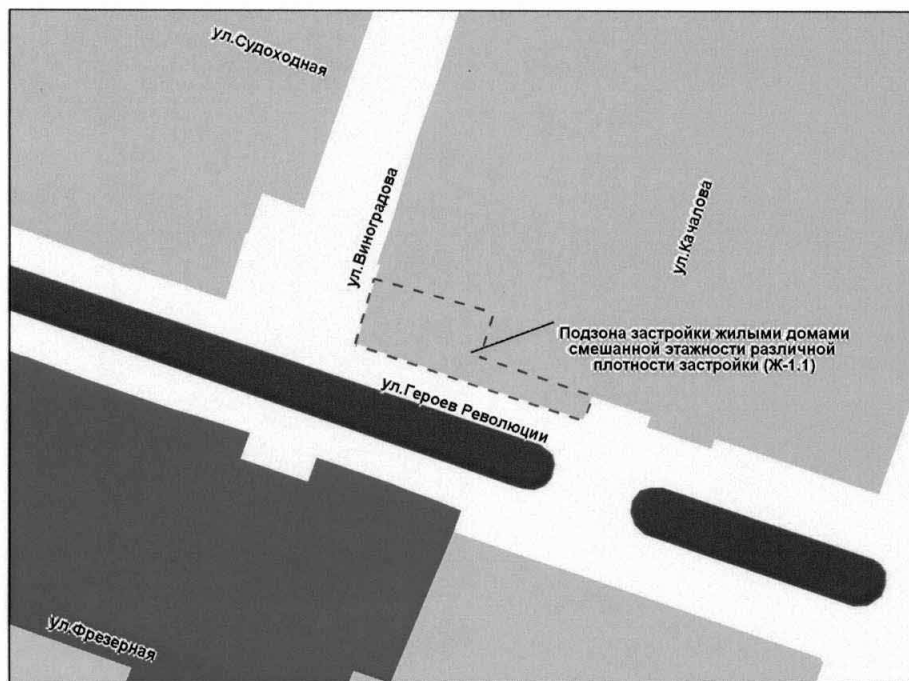 ул.Судоходная
ул.Виноградова
ул.Качалова
Подзона застройки жилыми домами
смешанной этажности различной
плотности застройки (Ж-1.1)
ул.Героев Революции
ул.Фрезерная